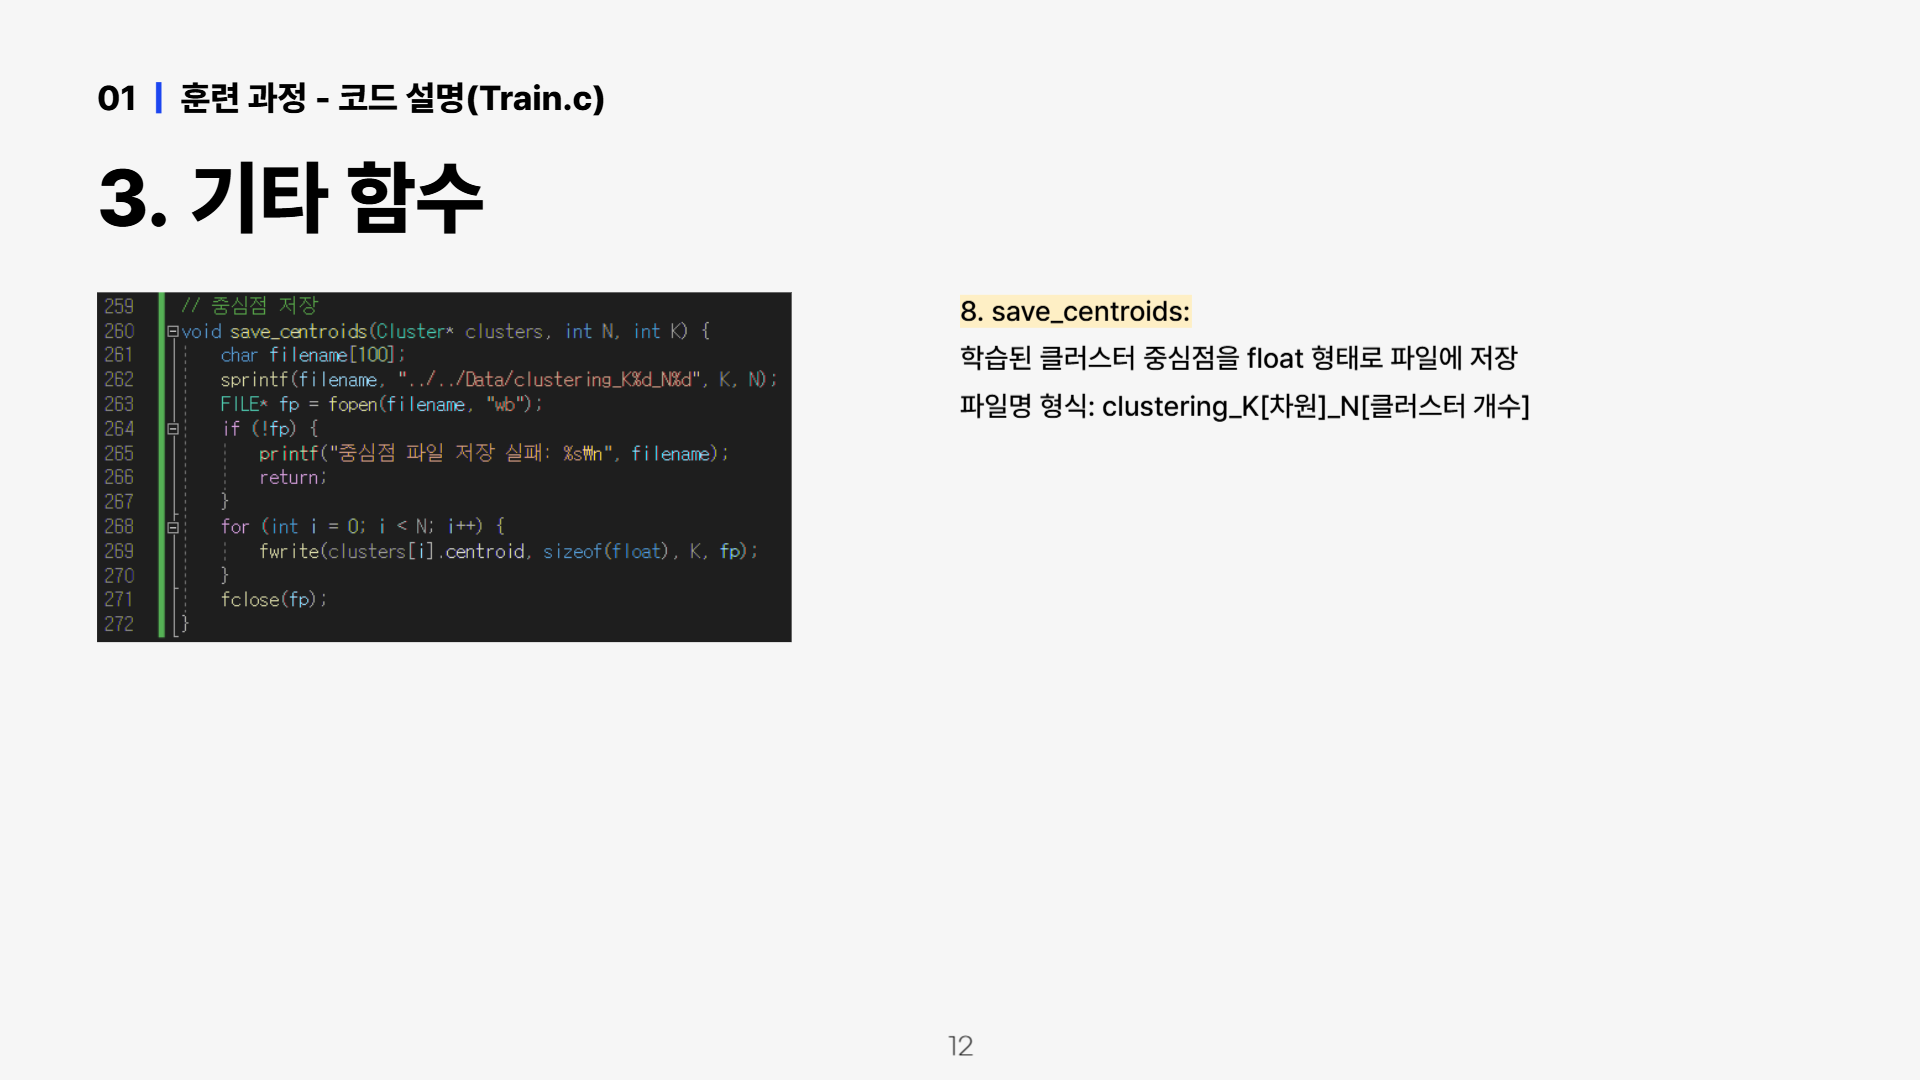 01 | 훈련 과정 - 코드 설명(Train.c)
3. 기타 함수
259 // 중심점 저장
260 void save_centroids(Cluster* clusters, int N, int K) {
261 char filename[100];
262 sprintf(filename, "../../Data/clustering_K%d_N%d", K, N);
263 FILE* fp = fopen(filename, "wb");
264 if (!fp) {
265 printf("중심점 파일 저장 실패: %s₩n", filename);
266 return;
267 }
268 for (int i = 0; i < N; i++) {
269 fwrite(clusters[i].centroid, sizeof(float), K, fp);
270 }
271 fclose(fp);
272 }
8. save_centroids:
학습된 클러스터 중심점을 float 형태로 파일에 저장
파일명 형식: clustering_K[차원]_N[클러스터 개수]
12